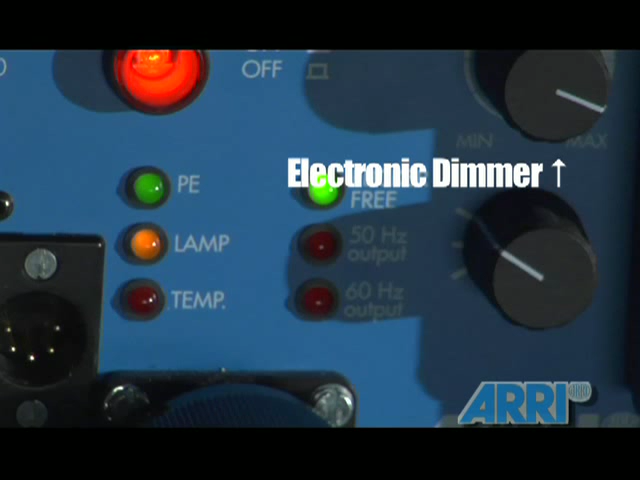 OFF
MIN MAX
Electronic Dimmer ↑
PE
FREE
LAMP
50 Hz
output
TEMP.
60 Hz
output
ARRI